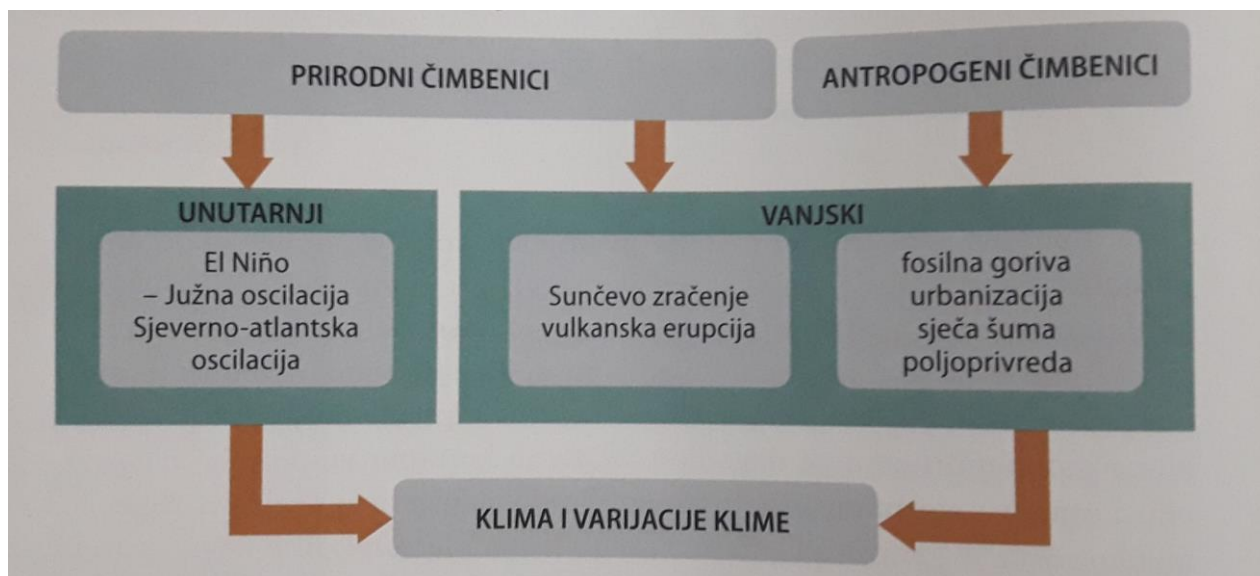 PRIRODNI ČIMBENICI
ANTROPOGENI ČIMBENICI
UNUTARNJI
El Niño
– Južna oscilacija
Sjeverno-atlantska
oscilacija
VANJSKI
Sunčevo zračenje
vulkanska erupcija
fosilna goriva
urbanizacija
sječa šuma
poljoprivreda
KLIMA I VARIJACIJE KLIME